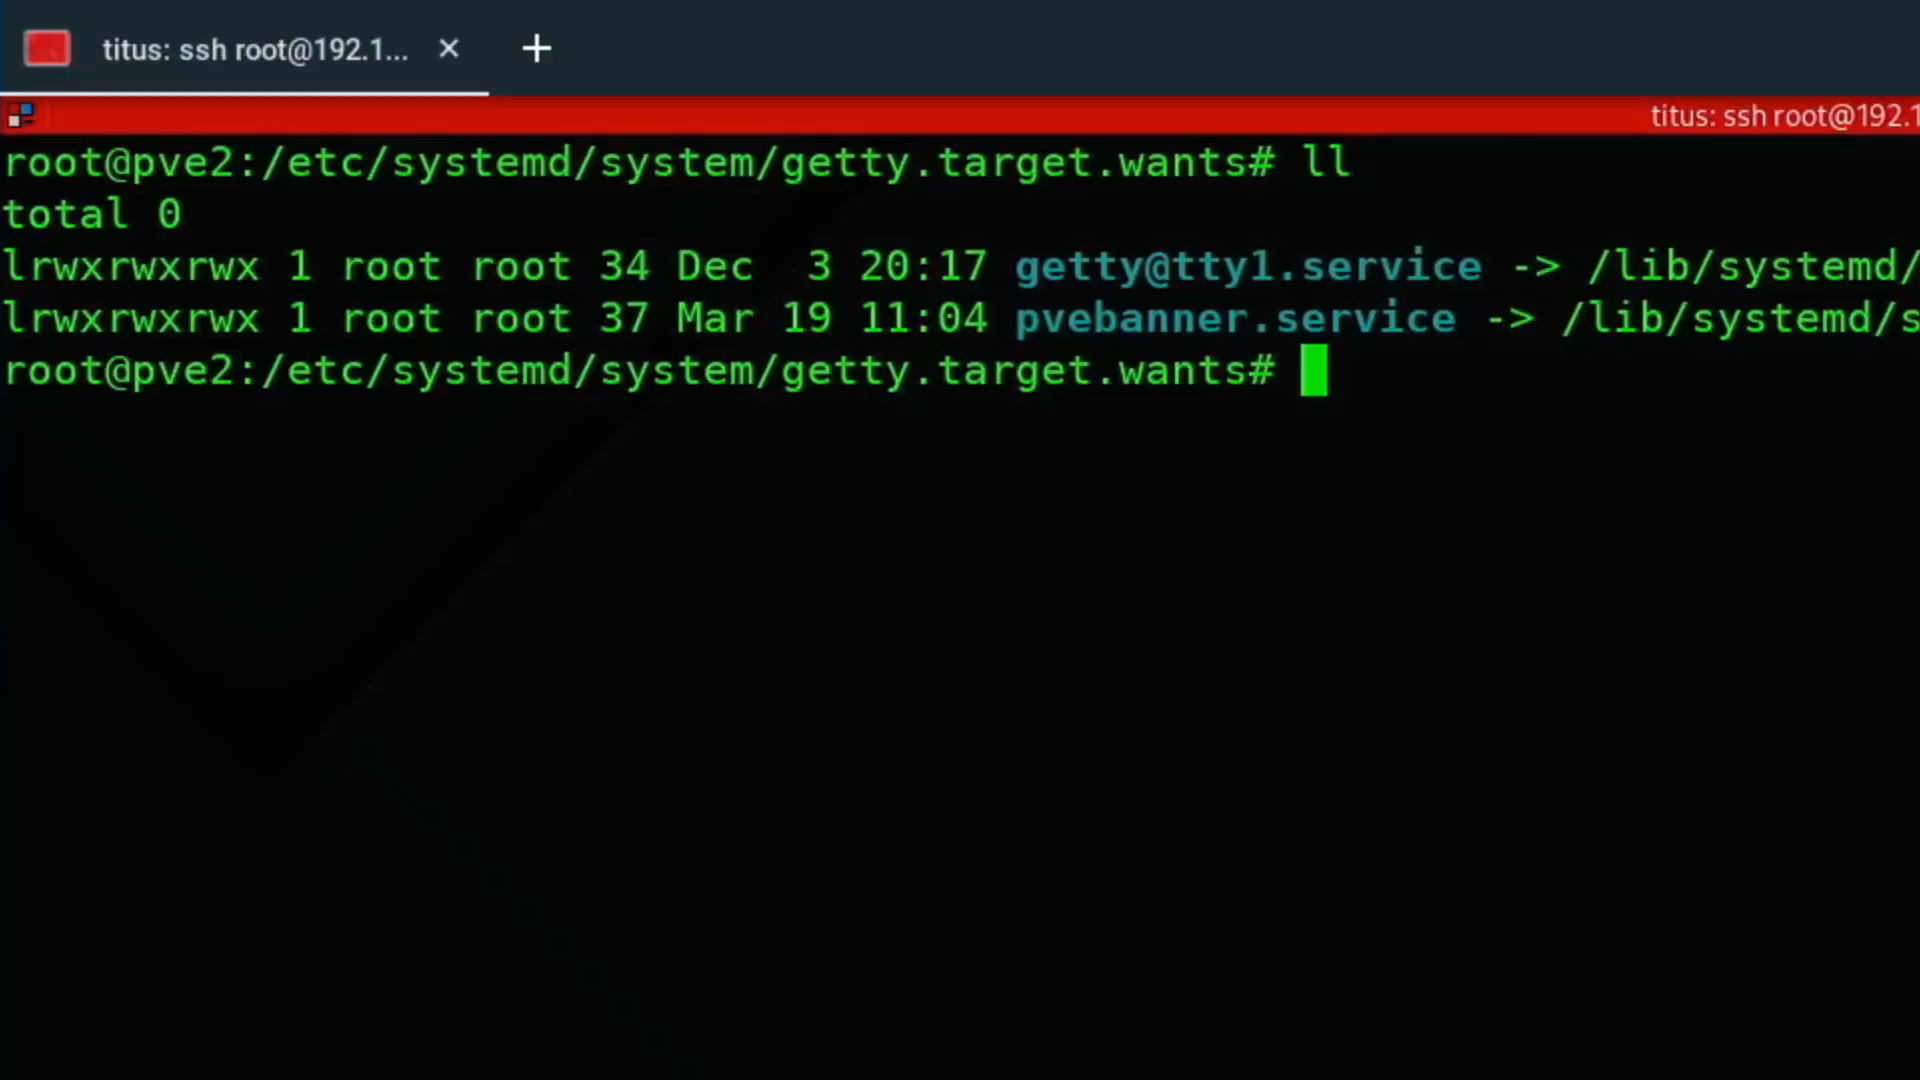 titus: ssh root@192.1... × +
titus: ssh root@192.1
root@pve2:/etc/systemd/system/getty.target.wants# ll
total 0
lrwxrwxrwx 1 root root 34 Dec  3 20:17 getty@tty1.service -> /lib/systemd/
lrwxrwxrwx 1 root root 37 Mar 19 11:04 pvebanner.service -> /lib/systemd/s
root@pve2:/etc/systemd/system/getty.target.wants#